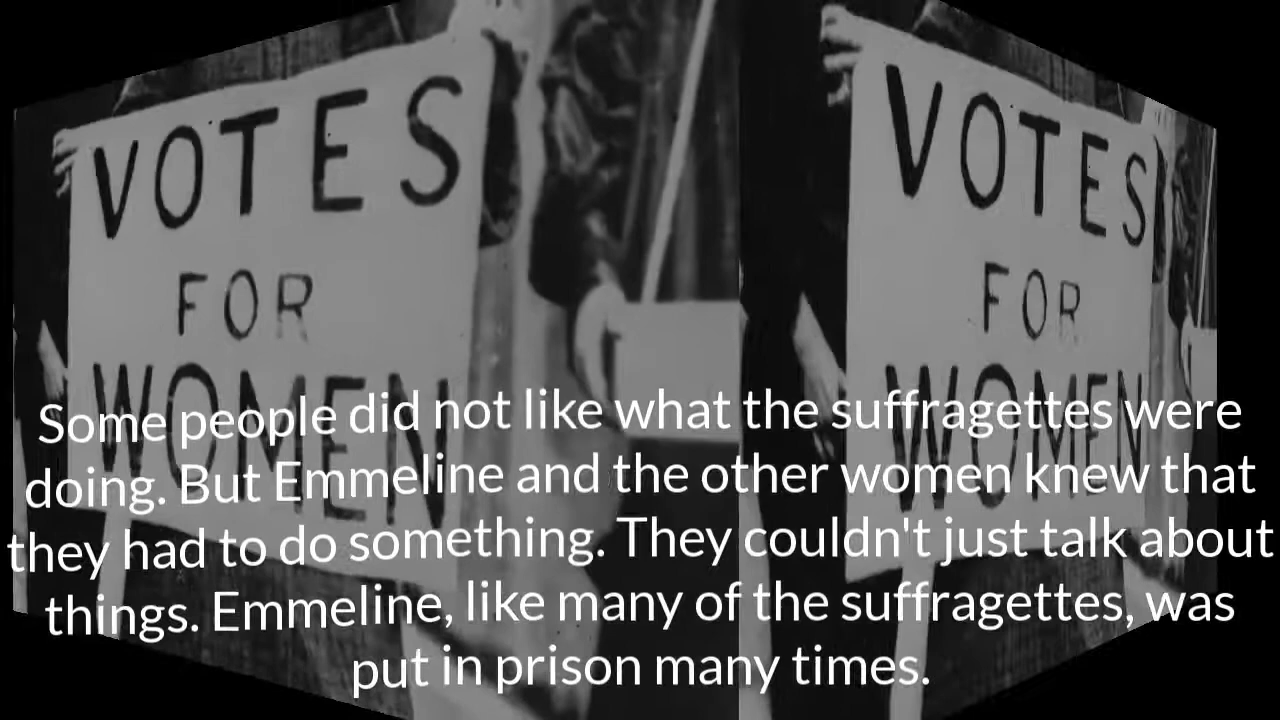 VOTES
FOR
WOMEN
VOTES
FOR
WOMEN
Some people did not like what the suffragettes were
doing. But Emmeline and the other women knew that
they had to do something. They couldn't just talk about
things. Emmeline, like many of the suffragettes, was
put in prison many times.